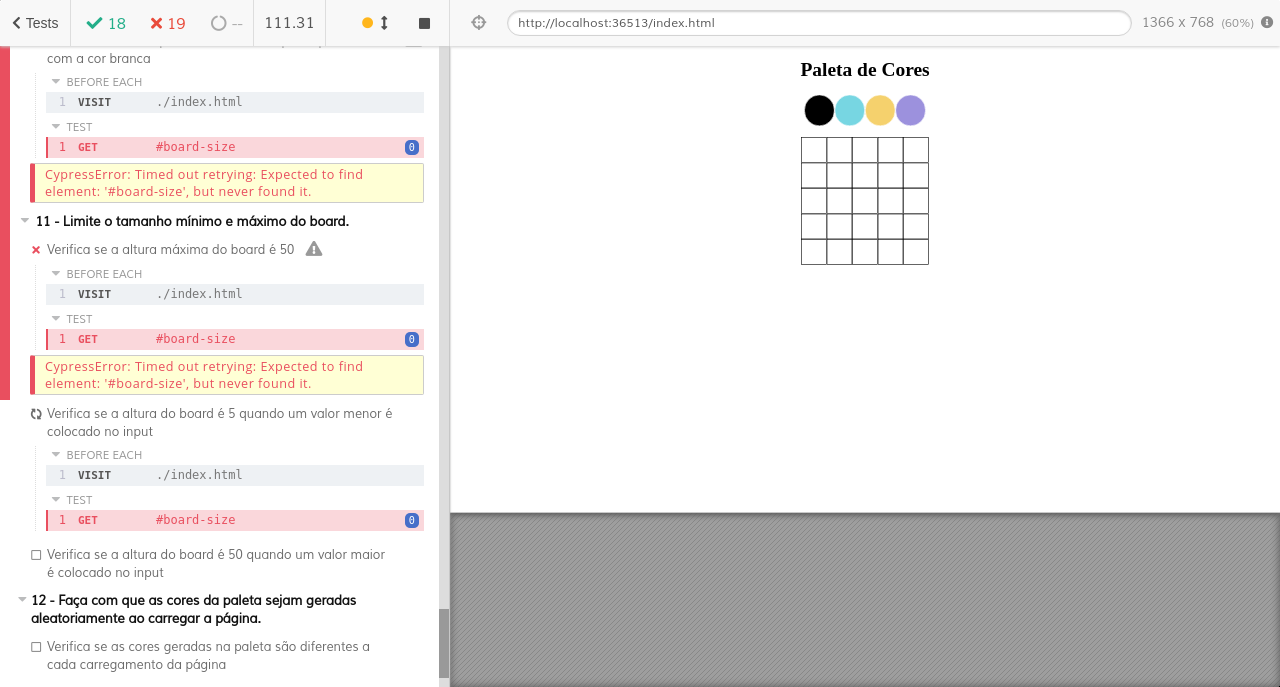 Tests 18 19 -- 111.31
http://localhost:36513/index.html 1366 x 768 (60%)
com a cor branca
BEFORE EACH
1 VISIT ./index.html
TEST
1 GET #board-size 0
CypressError: Timed out retrying: Expected to find
element: '#board-size', but never found it.
11 - Limite o tamanho mínimo e máximo do board.
Verifica se a altura máxima do board é 50
BEFORE EACH
1 VISIT ./index.html
TEST
1 GET #board-size 0
CypressError: Timed out retrying: Expected to find
element: '#board-size', but never found it.
Verifica se a altura do board é 5 quando um valor menor é
colocado no input
BEFORE EACH
1 VISIT ./index.html
TEST
1 GET #board-size 0
Verifica se a altura do board é 50 quando um valor maior
é colocado no input
12 - Faça com que as cores da paleta sejam geradas
aleatoriamente ao carregar a página.
Verifica se as cores geradas na paleta são diferentes a
cada carregamento da página
Paleta de Cores